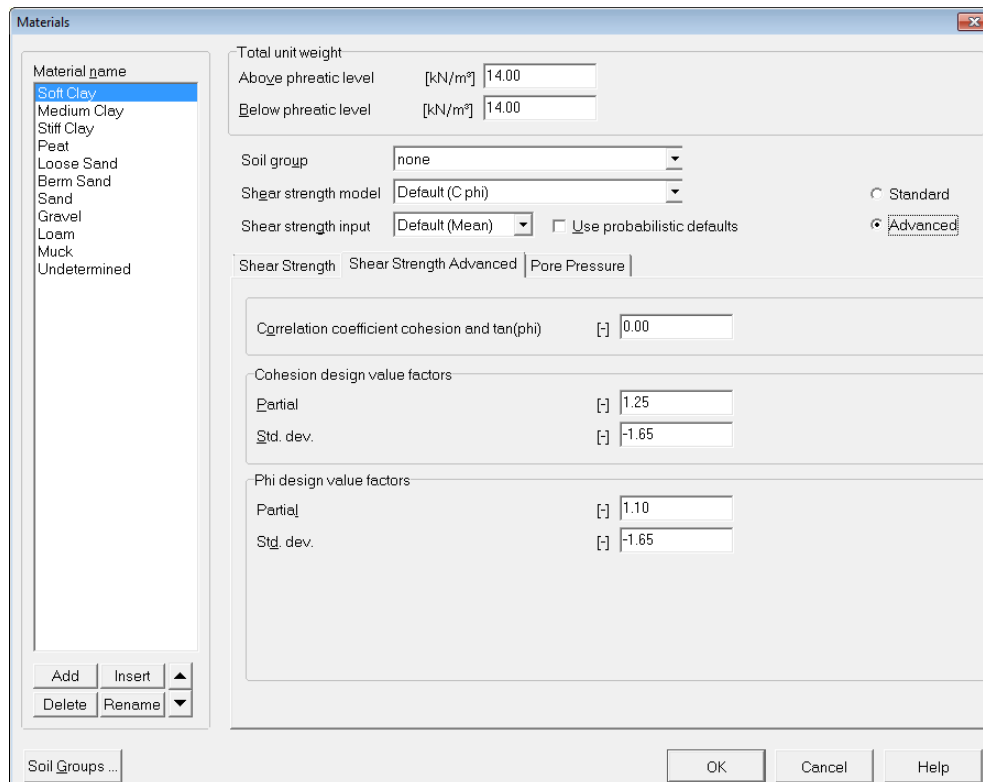 Materials
Material name
Soft Clay
Medium Clay
Stiff Clay
Peat
Loose Sand
Berm Sand
Sand
Gravel
Loam
Muck
Undetermined
Add Insert
Delete Rename
Total unit weight
Above phreatic level [kN/m³] 14.00
Below phreatic level [kN/m³] 14.00
Soil group none
Shear strength model Default (C phi)
Shear strength input Default (Mean) Use probabilistic defaults
Standard
Advanced
Shear Strength Shear Strength Advanced Pore Pressure
Correlation coefficient cohesion and tan(phi) [-] 0.00
Cohesion design value factors
Partial [-] 1.25
Std. dev. [-] -1.65
Phi design value factors
Partial [-] 1.10
Std. dev. [-] -1.65
Soil Groups ... OK Cancel Help